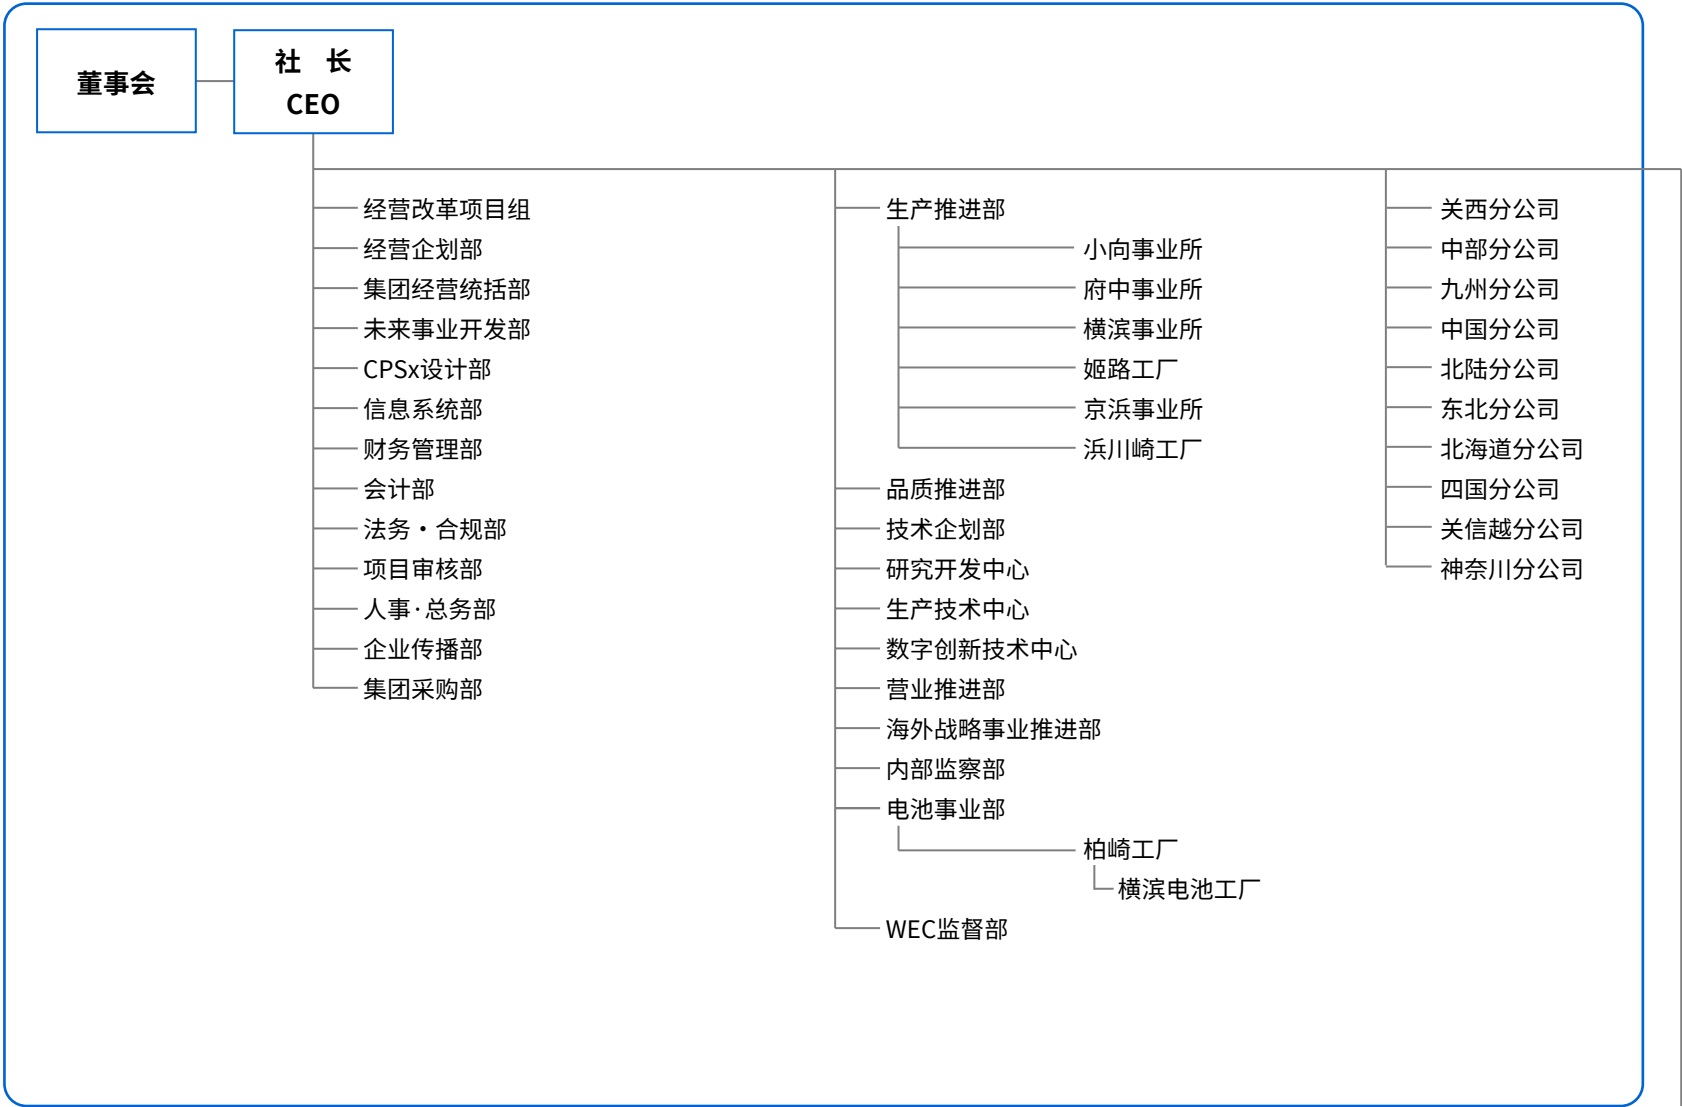 董事会
社　长
CEO
经营改革项目组
经营企划部
集团经营统括部
未来事业开发部
CPSx设计部
信息系统部
财务管理部
会计部
法务・合规部
项目审核部
人事·总务部
企业传播部
集团采购部
生产推进部
小向事业所
府中事业所
横滨事业所
姬路工厂
京浜事业所
浜川崎工厂
品质推进部
技术企划部
研究开发中心
生产技术中心
数字创新技术中心
营业推进部
海外战略事业推进部
内部监察部
电池事业部
柏崎工厂
横滨电池工厂
WEC监督部
关西分公司
中部分公司
九州分公司
中国分公司
北陆分公司
东北分公司
北海道分公司
四国分公司
关信越分公司
神奈川分公司